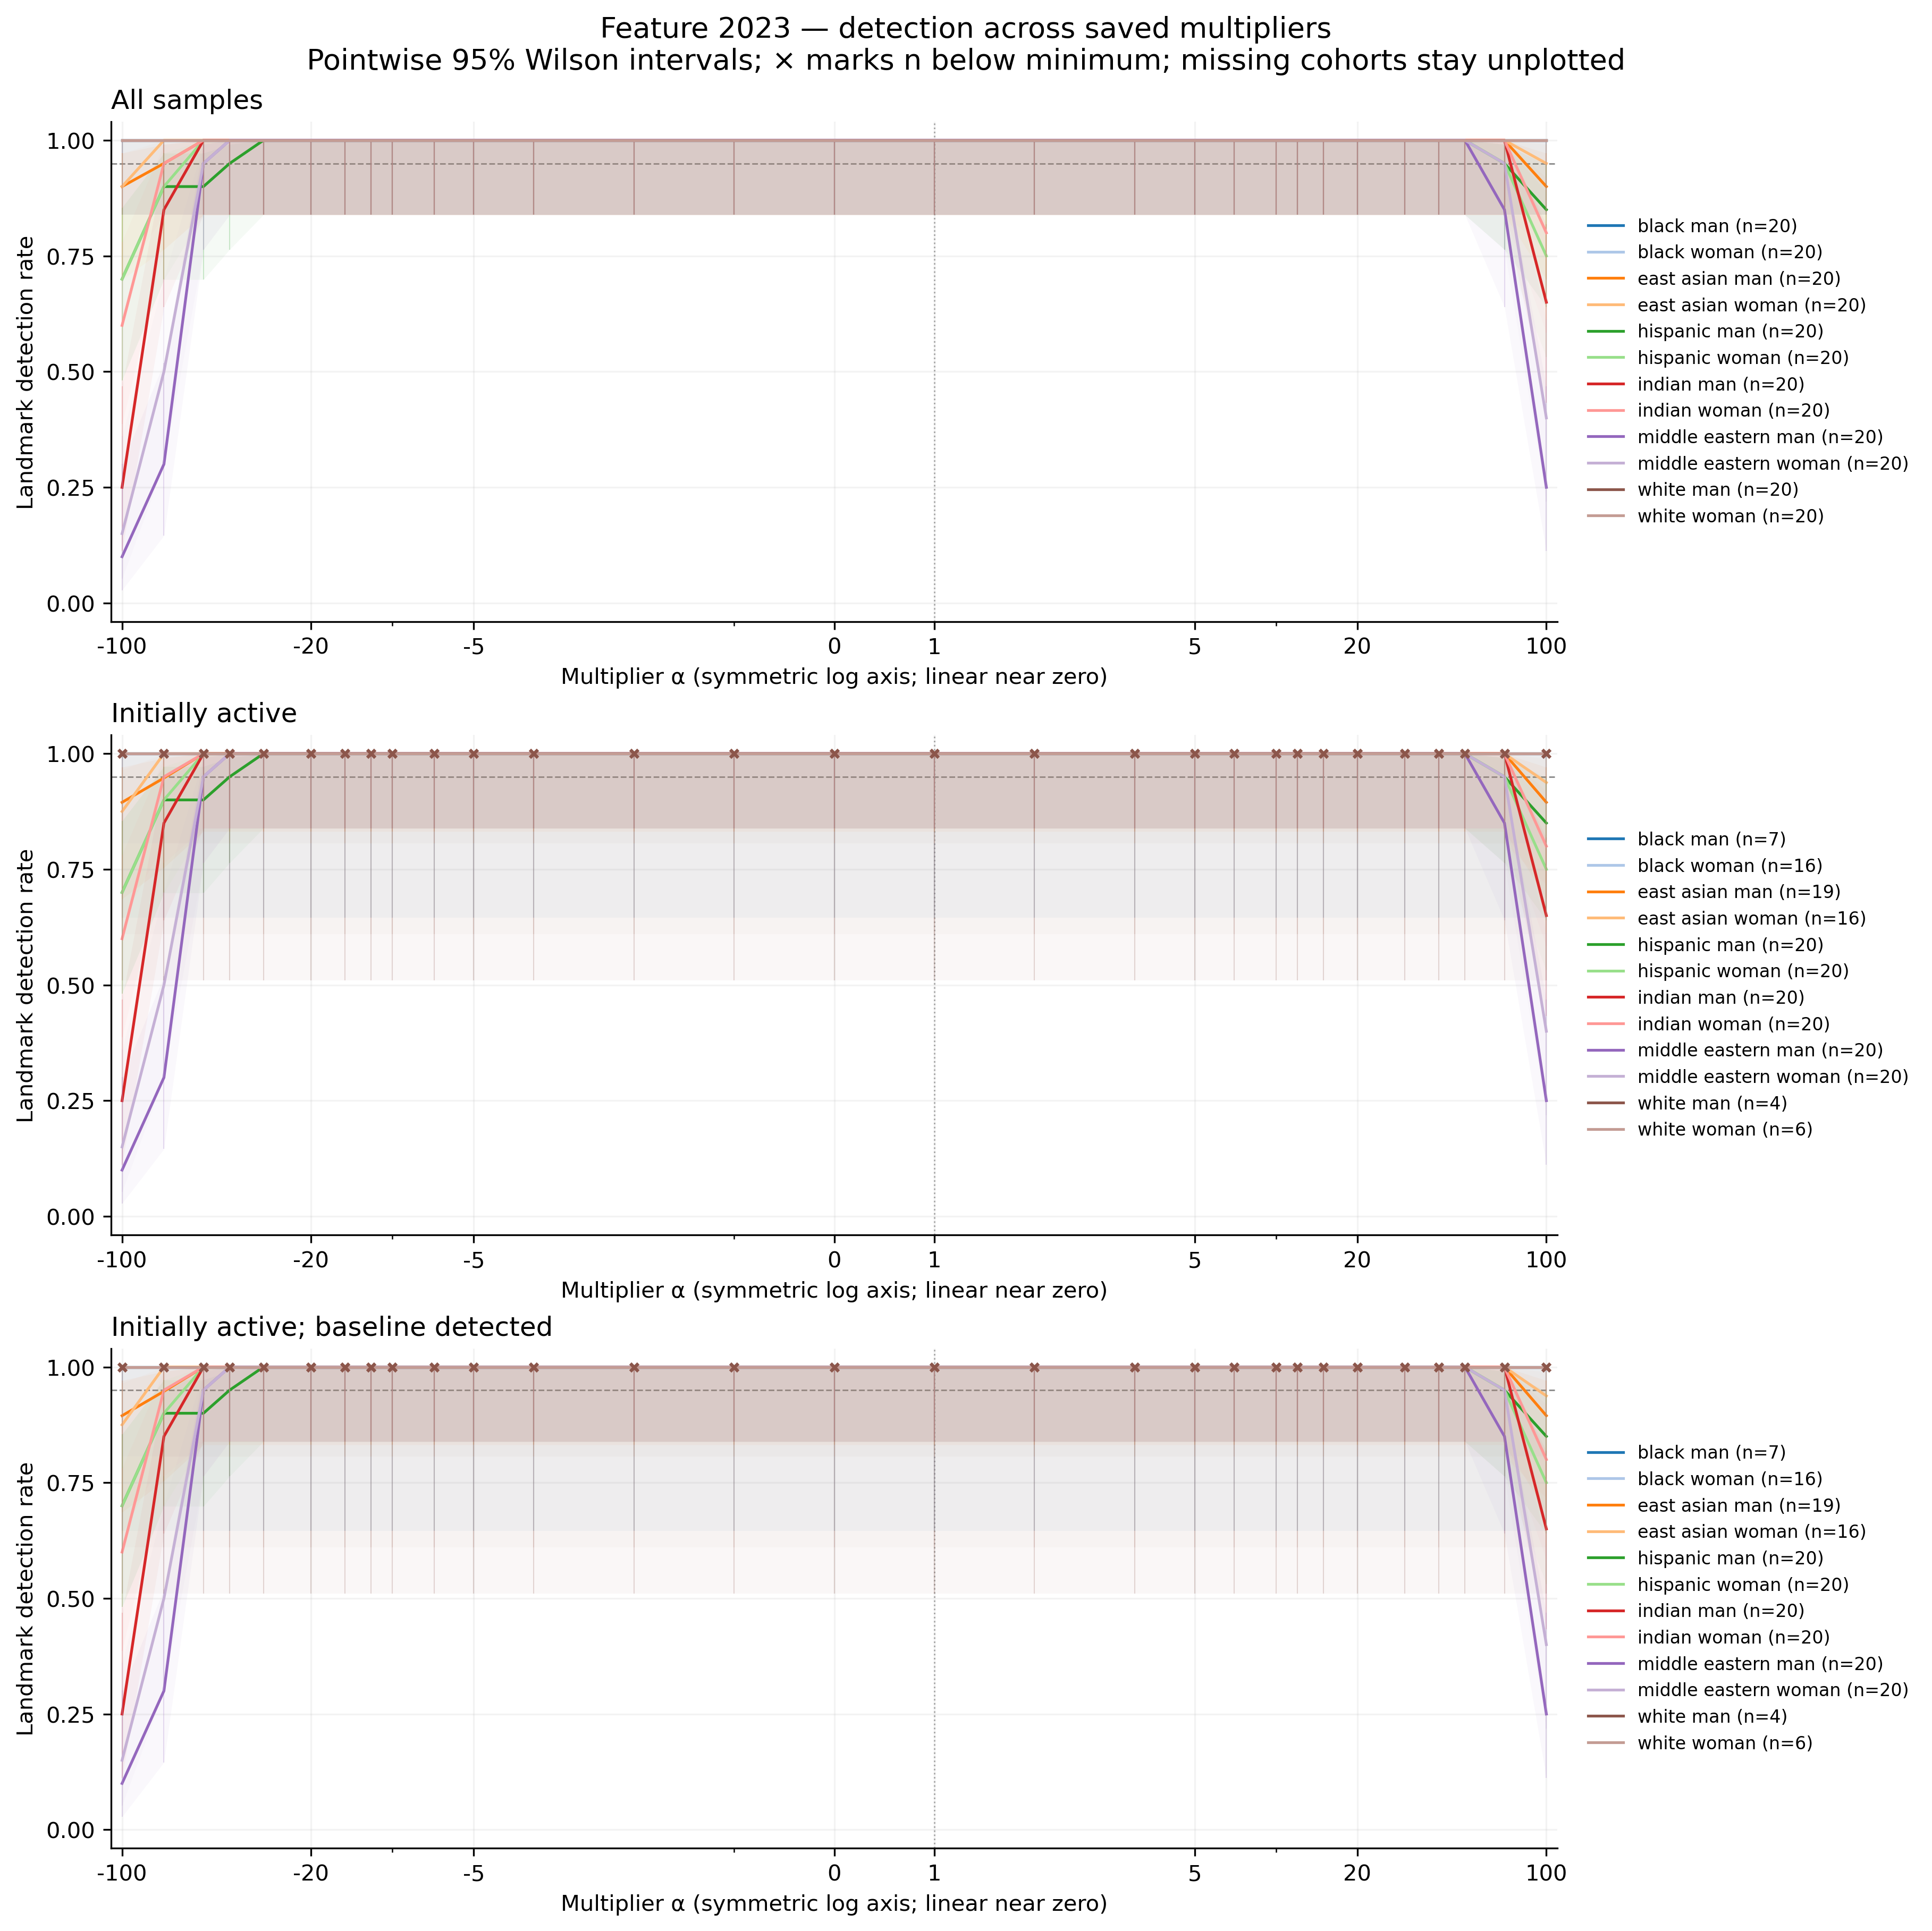 Feature 2023 — detection across saved multipliers
Pointwise 95% Wilson intervals; × marks n below minimum; missing cohorts stay unplotted
All samples
Landmark detection rate
1.00
0.75
0.50
0.25
0.00
-100
-20
-5
0
1
5
20
100
Multiplier α (symmetric log axis; linear near zero)
black man (n=20)
black woman (n=20)
east asian man (n=20)
east asian woman (n=20)
hispanic man (n=20)
hispanic woman (n=20)
indian man (n=20)
indian woman (n=20)
middle eastern man (n=20)
middle eastern woman (n=20)
white man (n=20)
white woman (n=20)
Initially active
Landmark detection rate
1.00
0.75
0.50
0.25
0.00
-100
-20
-5
0
1
5
20
100
Multiplier α (symmetric log axis; linear near zero)
black man (n=7)
black woman (n=16)
east asian man (n=19)
east asian woman (n=16)
hispanic man (n=20)
hispanic woman (n=20)
indian man (n=20)
indian woman (n=20)
middle eastern man (n=20)
middle eastern woman (n=20)
white man (n=4)
white woman (n=6)
Initially active; baseline detected
Landmark detection rate
1.00
0.75
0.50
0.25
0.00
-100
-20
-5
0
1
5
20
100
Multiplier α (symmetric log axis; linear near zero)
black man (n=7)
black woman (n=16)
east asian man (n=19)
east asian woman (n=16)
hispanic man (n=20)
hispanic woman (n=20)
indian man (n=20)
indian woman (n=20)
middle eastern man (n=20)
middle eastern woman (n=20)
white man (n=4)
white woman (n=6)